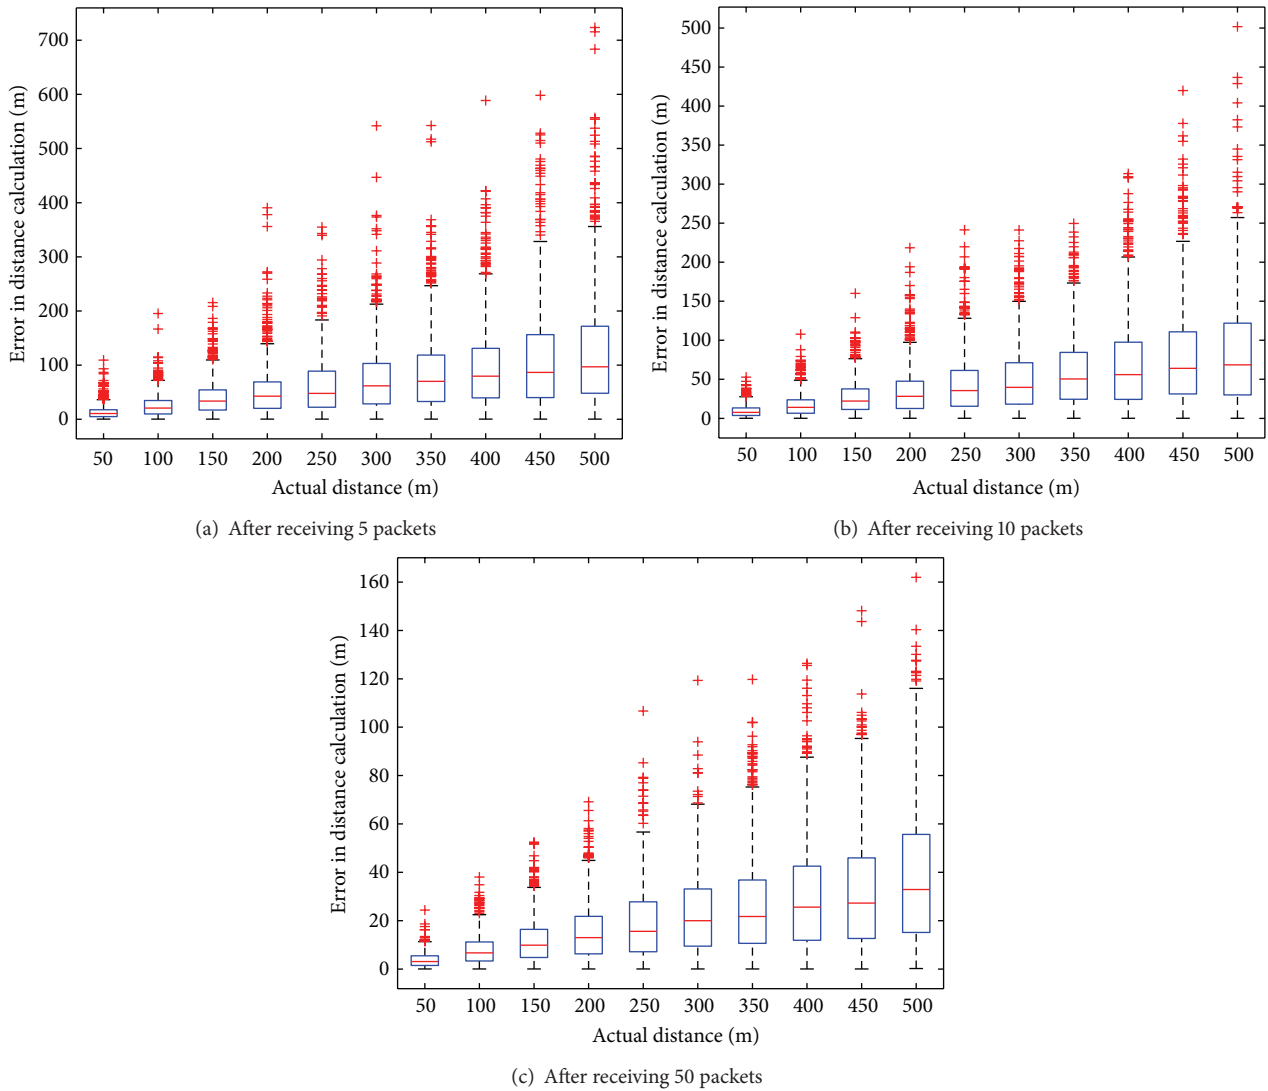 700
600
500
400
300
200
100
0
Error in distance calculation (m)
50 100 150 200 250 300 350 400 450 500
Actual distance (m)
(a) After receiving 5 packets
500
450
400
350
300
250
200
150
100
50
0
Error in distance calculation (m)
50 100 150 200 250 300 350 400 450 500
Actual distance (m)
(b) After receiving 10 packets
160
140
120
100
80
60
40
20
0
Error in distance calculation (m)
50 100 150 200 250 300 350 400 450 500
Actual distance (m)
(c) After receiving 50 packets